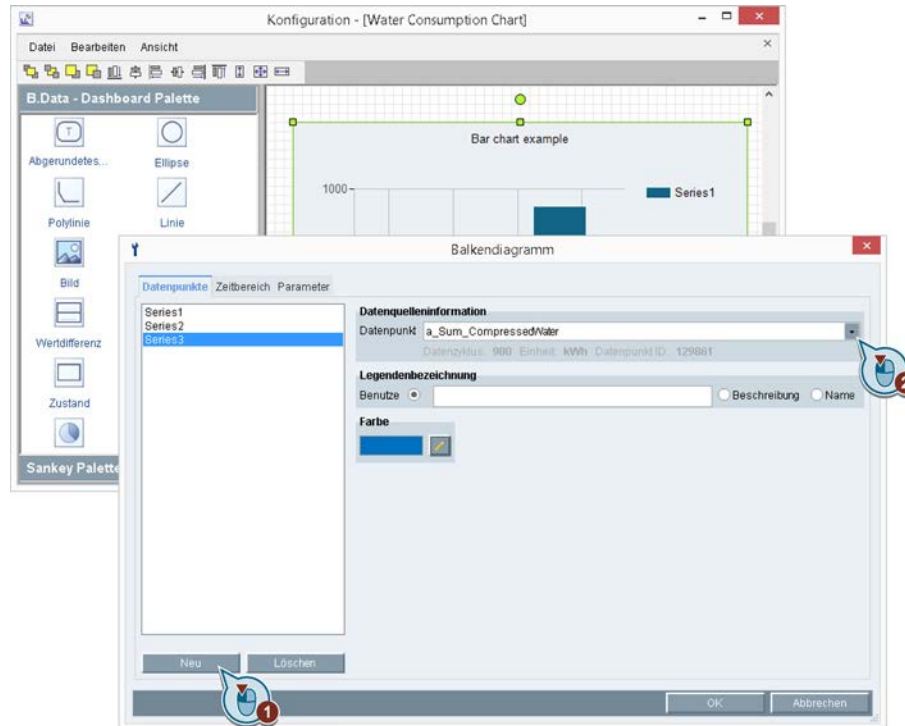 Konfiguration - [Water Consumption Chart]
Datei Bearbeiten Ansicht
B.Data - Dashboard Palette
T
Abgerundetes... Ellipse
Polylinie Linie
Bild
Wertdifferenz
Zustand
Sankey Palette
Bar chart example
1000
Series1
Balkendiagramm
Datenpunkte Zeitbereich Parameter
Series1
Series2
Series3
Datenquelleninformation
Datenpunkt a_Sum_CompressedWater
Datenzyklus: 900 Einheit: kWh Datenpunkt ID: 129861
Legendenbezeichnung
Benutze Beschreibung Name
Farbe
2
Neu Löschen
1
OK Abbrechen